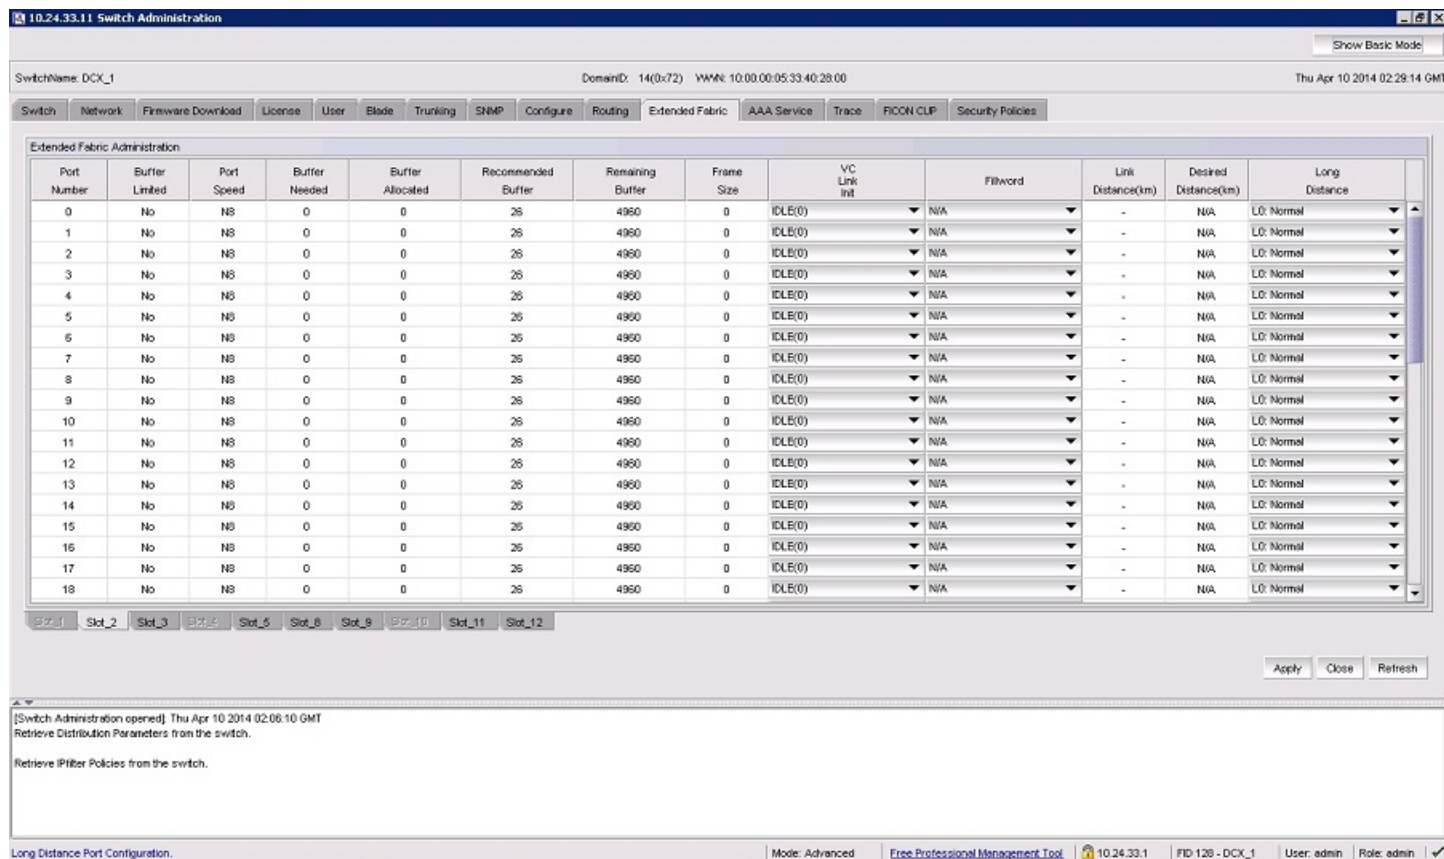 10.24.33.11 Switch Administration
Show Basic Mode
SwitchName: DCX_1 DomainID: 14(0x72) WWN: 10:00:00:05:33:40:28:00 Thu Apr 10 2014 02:29:14 GMT
Switch Network Firmware Download License User Blade Trunking SNMP Configure Routing Extended Fabric AAA Service Trace FICON CUP Security Policies
Extended Fabric Administration
Port Number Buffer Limited Port Speed Buffer Needed Buffer Allocated Recommended Buffer Remaining Buffer Frame Size VC Link Init Fillword Link Distance(km) Desired Distance(km) Long Distance
0 No N8 0 0 26 4960 0 IDLE(0) N/A - N/A L0: Normal
1 No N8 0 0 26 4960 0 IDLE(0) N/A - N/A L0: Normal
2 No N8 0 0 26 4960 0 IDLE(0) N/A - N/A L0: Normal
3 No N8 0 0 26 4960 0 IDLE(0) N/A - N/A L0: Normal
4 No N8 0 0 26 4960 0 IDLE(0) N/A - N/A L0: Normal
5 No N8 0 0 26 4960 0 IDLE(0) N/A - N/A L0: Normal
6 No N8 0 0 26 4960 0 IDLE(0) N/A - N/A L0: Normal
7 No N8 0 0 26 4960 0 IDLE(0) N/A - N/A L0: Normal
8 No N8 0 0 26 4960 0 IDLE(0) N/A - N/A L0: Normal
9 No N8 0 0 26 4960 0 IDLE(0) N/A - N/A L0: Normal
10 No N8 0 0 26 4960 0 IDLE(0) N/A - N/A L0: Normal
11 No N8 0 0 26 4960 0 IDLE(0) N/A - N/A L0: Normal
12 No N8 0 0 26 4960 0 IDLE(0) N/A - N/A L0: Normal
13 No N8 0 0 26 4960 0 IDLE(0) N/A - N/A L0: Normal
14 No N8 0 0 26 4960 0 IDLE(0) N/A - N/A L0: Normal
15 No N8 0 0 26 4960 0 IDLE(0) N/A - N/A L0: Normal
16 No N8 0 0 26 4960 0 IDLE(0) N/A - N/A L0: Normal
17 No N8 0 0 26 4960 0 IDLE(0) N/A - N/A L0: Normal
18 No N8 0 0 26 4960 0 IDLE(0) N/A - N/A L0: Normal
Slot_1 Slot_2 Slot_3 Slot_4 Slot_5 Slot_8 Slot_9 Slot_10 Slot_11 Slot_12
Apply Close Refresh
[Switch Administration opened]: Thu Apr 10 2014 02:06:10 GMT
Retrieve Distribution Parameters from the switch.
Retrieve IPfilter Policies from the switch.
Long Distance Port Configuration. Mode: Advanced Free Professional Management Tool 10.24.33.1 FID 128 - DCX_1 User: admin Role: admin